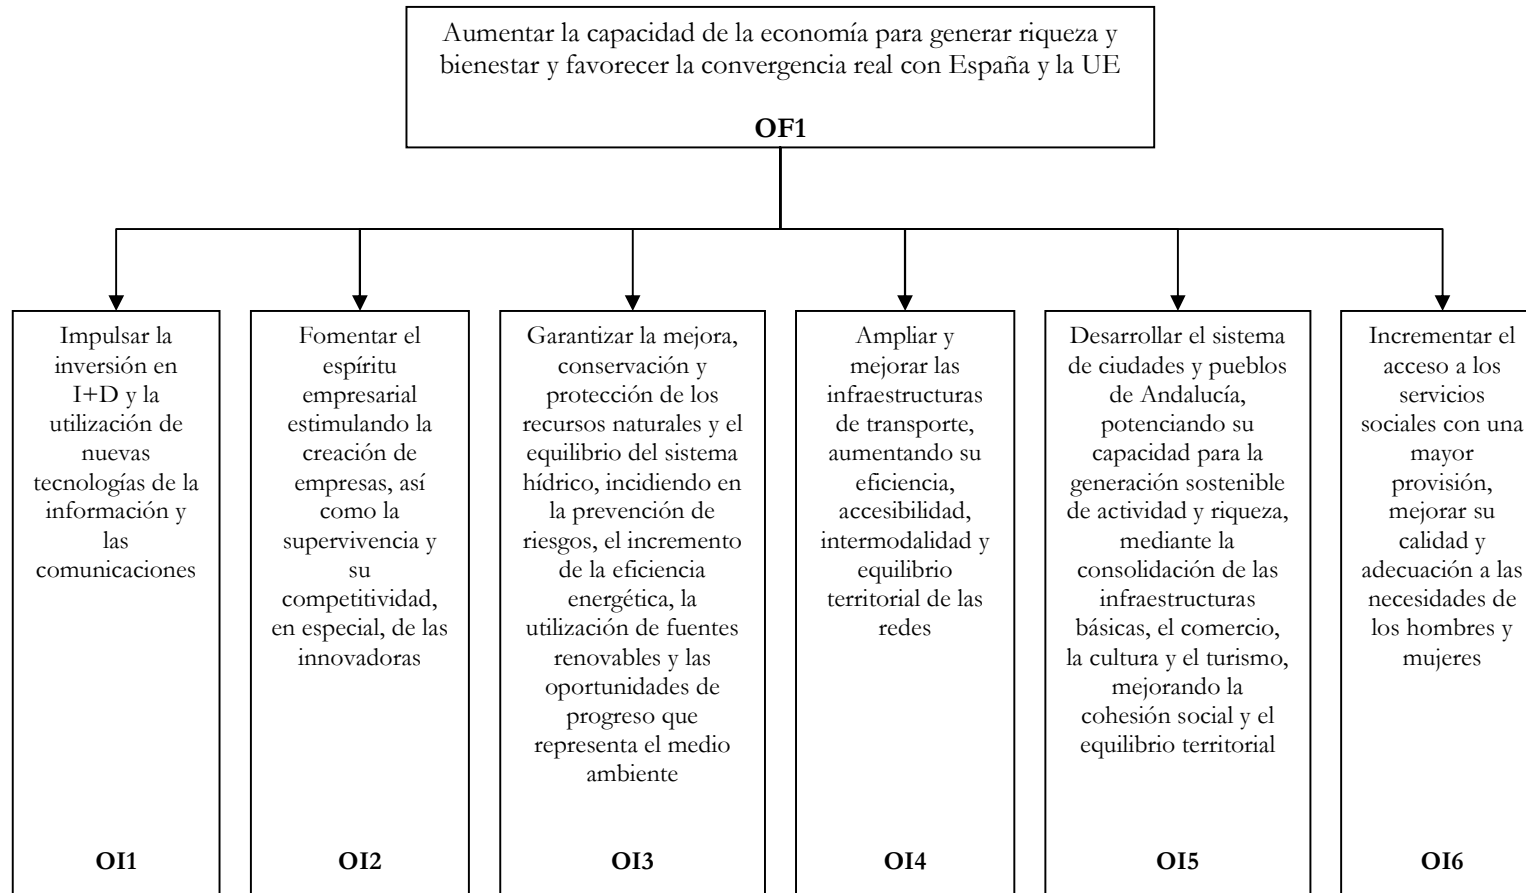 Aumentar la capacidad de la economía para generar riqueza y
bienestar y favorecer la convergencia real con España y la UE
OF1
Impulsar la
inversión en
I+D y la
utilización de
nuevas
tecnologías de la
información y
las
comunicaciones
OI1
Fomentar el
espíritu
empresarial
estimulando la
creación de
empresas, así
como la
supervivencia y
su
competitividad,
en especial, de las
innovadoras
OI2
Garantizar la mejora,
conservación y
protección de los
recursos naturales y el
equilibrio del sistema
hídrico, incidiendo en
la prevención de
riesgos, el incremento
de la eficiencia
energética, la
utilización de fuentes
renovables y las
oportunidades de
progreso que
representa el medio
ambiente
OI3
Ampliar y
mejorar las
infraestructuras
de transporte,
aumentando su
eficiencia,
accesibilidad,
intermodalidad y
equilibrio
territorial de las
redes
OI4
Desarrollar el sistema
de ciudades y pueblos
de Andalucía,
potenciando su
capacidad para la
generación sostenible
de actividad y riqueza,
mediante la
consolidación de las
infraestructuras
básicas, el comercio,
la cultura y el turismo,
mejorando la
cohesión social y el
equilibrio territorial
OI5
Incrementar el
acceso a los
servicios
sociales con una
mayor
provisión,
mejorar su
calidad y
adecuación a las
necesidades de
los hombres y
mujeres
OI6